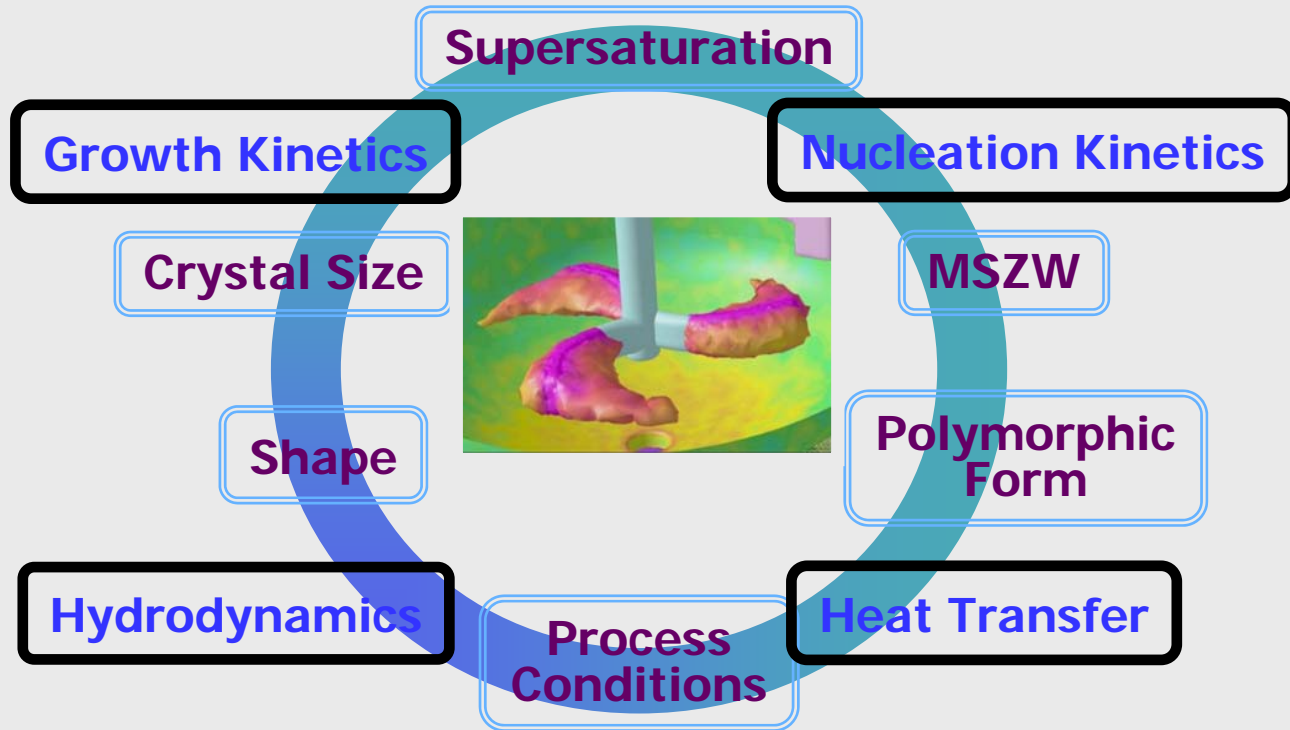 Supersaturation
Growth Kinetics
Nucleation Kinetics
Crystal Size
MSZW
Shape
Polymorphic
Form
Hydrodynamics
Heat Transfer
Process
Conditions